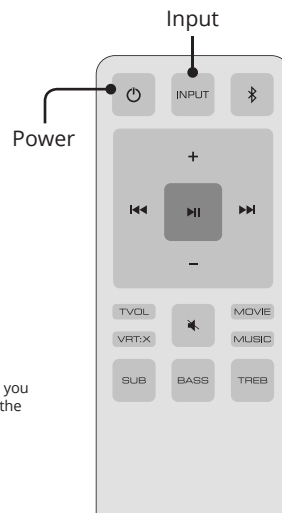 Input
INPUT
Power
+
−
TVOL
MOVIE
VRT:X
MUSIC
you
the
SUB BASS TREB